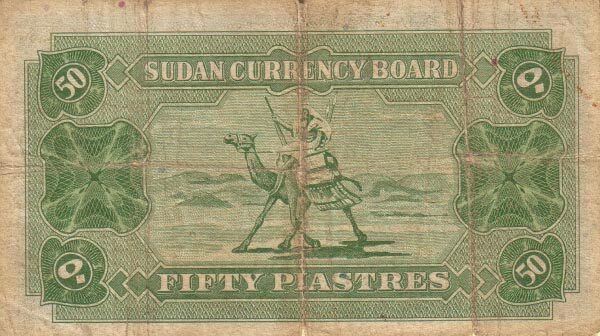 50
SUDAN CURRENCY BOARD
٥٠
٥٠
FIFTY PIASTRES
50